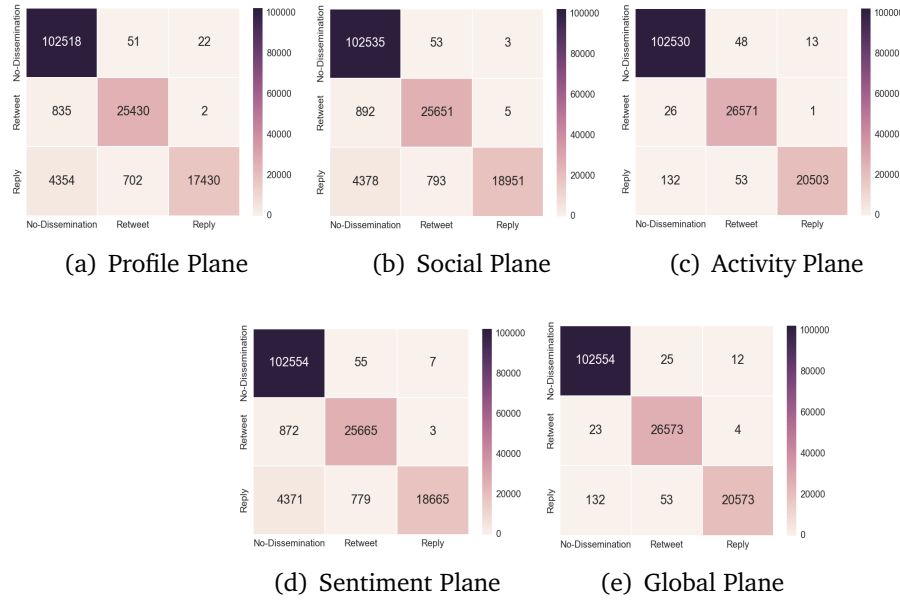 No-Dissemination 102518 51 22
Retweet 835 25430 2
Reply 4354 702 17430
No-Dissemination Retweet Reply
100000
80000
60000
40000
20000
0
(a) Profile Plane
No-Dissemination 102535 53 3
Retweet 892 25651 5
Reply 4378 793 18951
No-Dissemination Retweet Reply
100000
80000
60000
40000
20000
0
(b) Social Plane
No-Dissemination 102530 48 13
Retweet 26 26571 1
Reply 132 53 20503
No-Dissemination Retweet Reply
100000
80000
60000
40000
20000
0
(c) Activity Plane
No-Dissemination 102554 55 7
Retweet 872 25665 3
Reply 4371 779 18665
No-Dissemination Retweet Reply
100000
80000
60000
40000
20000
0
(d) Sentiment Plane
No-Dissemination 102554 25 12
Retweet 23 26573 4
Reply 132 53 20573
No-Dissemination Retweet Reply
100000
80000
60000
40000
20000
0
(e) Global Plane